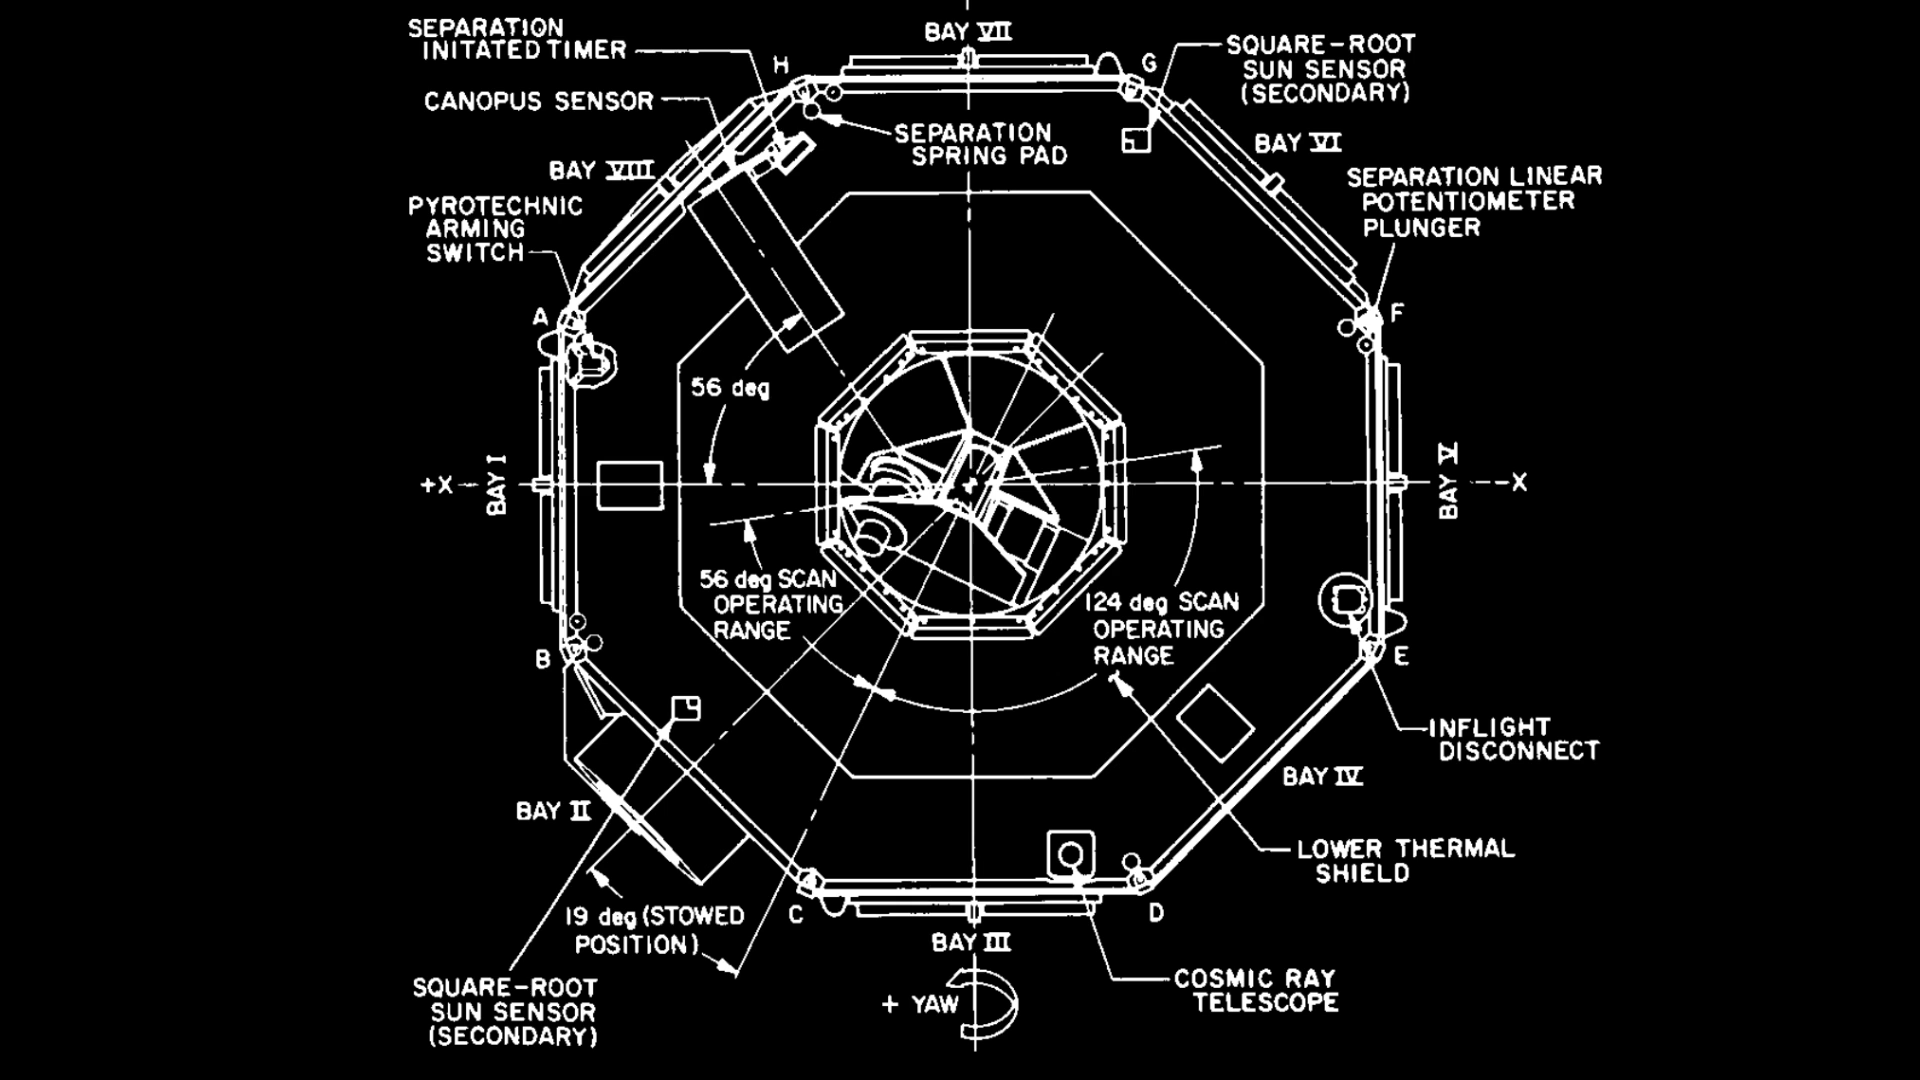 SEPARATION
INITATED TIMER
CANOPUS SENSOR
BAY VIII
PYROTECHNIC
ARMING
SWITCH
H
BAY VII
G
SEPARATION
SPRING PAD
SQUARE-ROOT
SUN SENSOR
(SECONDARY)
BAY VI
SEPARATION LINEAR
POTENTIOMETER
PLUNGER
A
F
56 deg
+X
BAY I
BAY V
-X
56 deg SCAN
OPERATING
RANGE
124 deg SCAN
OPERATING
RANGE
B
E
INFLIGHT
DISCONNECT
BAY II
BAY IV
LOWER THERMAL
SHIELD
19 deg (STOWED
POSITION)
C
D
BAY III
SQUARE-ROOT
SUN SENSOR
(SECONDARY)
+ YAW
COSMIC RAY
TELESCOPE